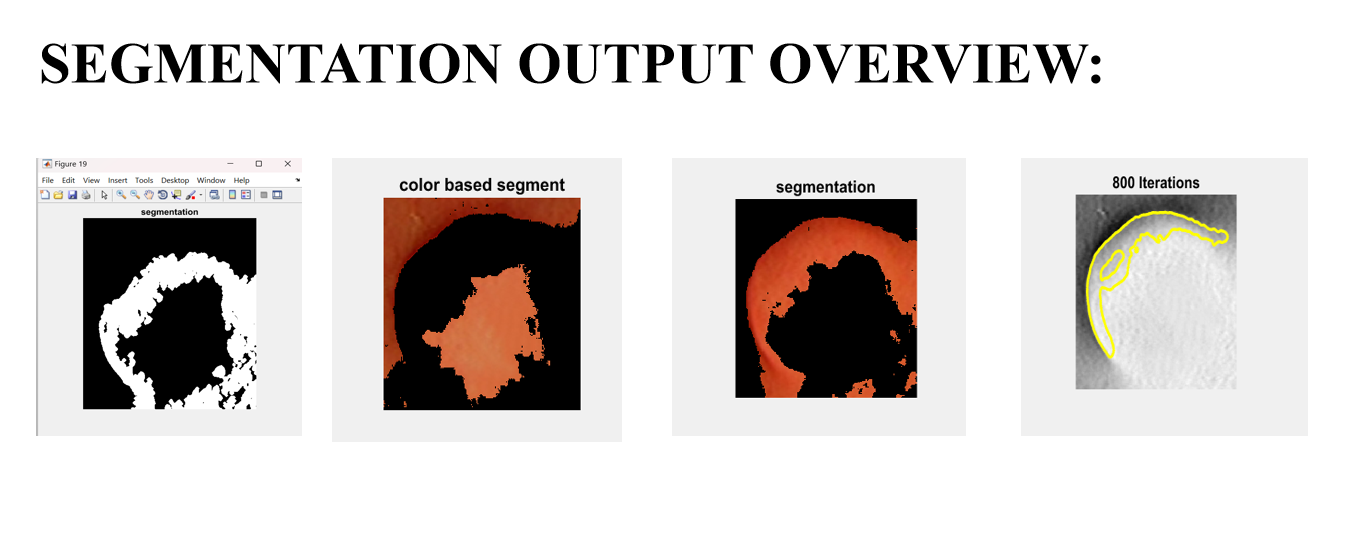 SEGMENTATION OUTPUT OVERVIEW:
Figure 19
File Edit View Insert Tools Desktop Window Help
segmentation
color based segment
segmentation
800 Iterations